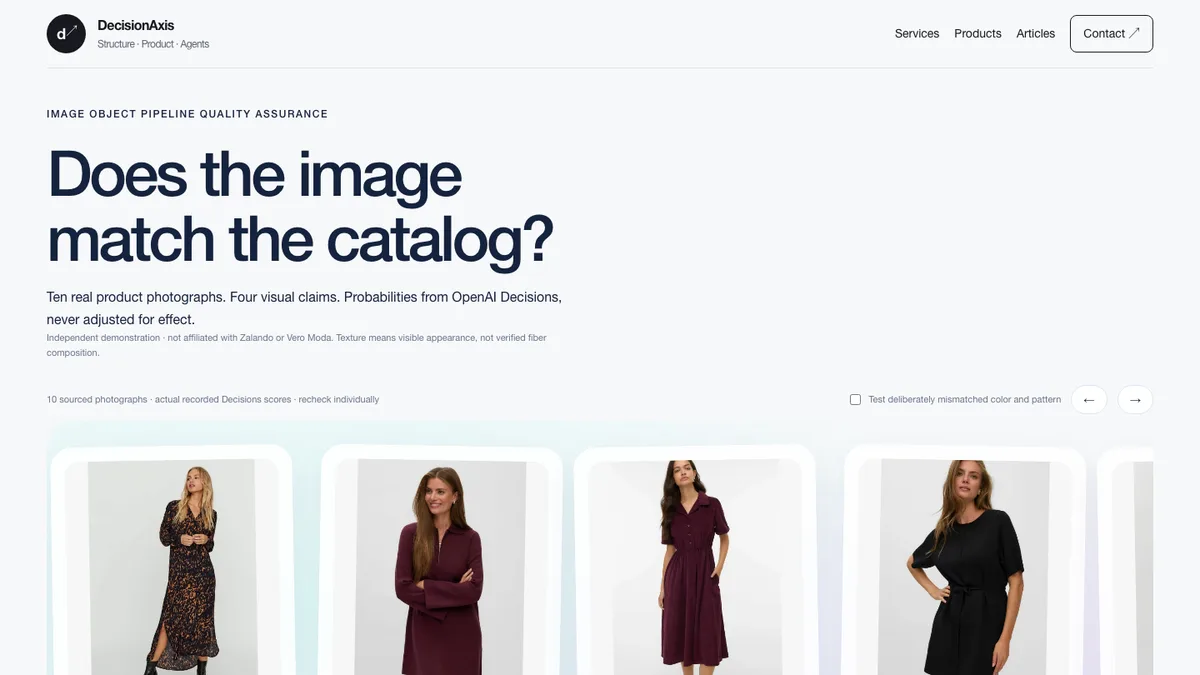 d↗
DecisionAxis
Structure · Product · Agents
Services
Products
Articles
Contact ↗
IMAGE OBJECT PIPELINE QUALITY ASSURANCE
Does the image
match the catalog?
Ten real product photographs. Four visual claims. Probabilities from OpenAI Decisions,
never adjusted for effect.
Independent demonstration · not affiliated with Zalando or Vero Moda. Texture means visible appearance, not verified fiber
composition.
10 sourced photographs · actual recorded Decisions scores · recheck individually
Test deliberately mismatched color and pattern
← →